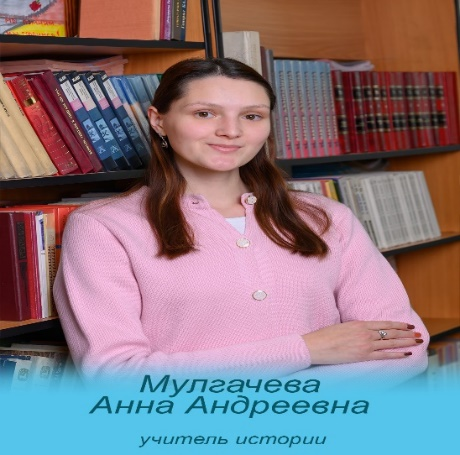 Мулгачева
Анна Андреевна
учитель истории